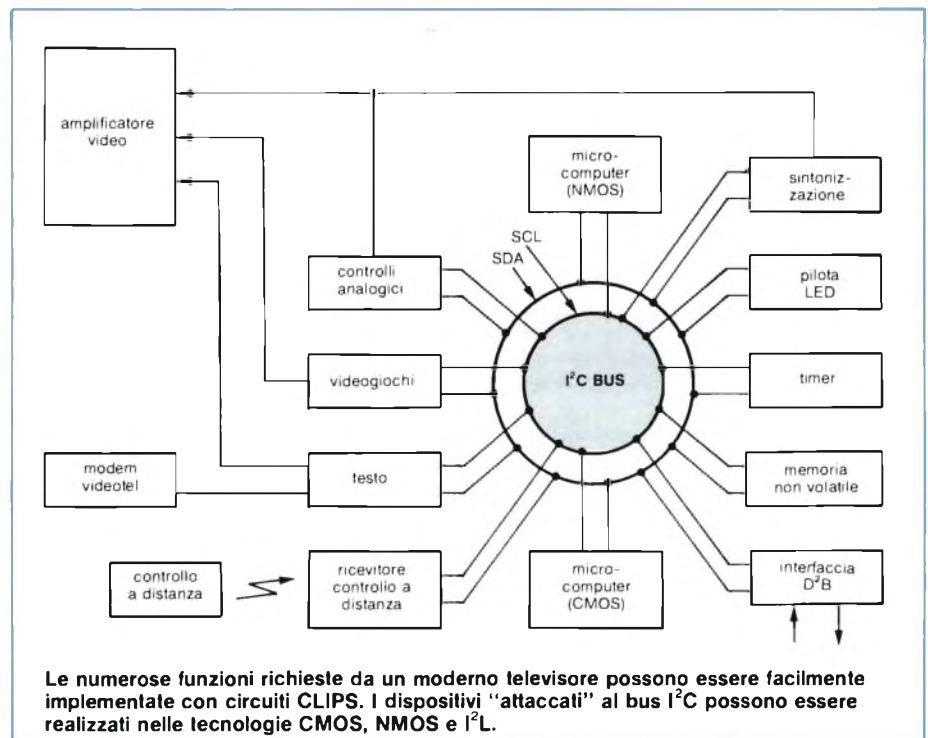 amplificatore
video
micro-
computer
(NMOS)
sintoniz-
zazione
SCL
SDA
controlli
analogici
pilota
LED
I²C BUS
videogiochi
timer
modem
videotel
testo
memoria
non volatile
controllo
a distanza
ricevitore
controllo a
distanza
micro-
computer
(CMOS)
interfaccia
D²B
Le numerose funzioni richieste da un moderno televisore possono essere facilmente
implementate con circuiti CLIPS. I dispositivi "attaccati" al bus I²C possono essere
realizzati nelle tecnologie CMOS, NMOS e I²L.